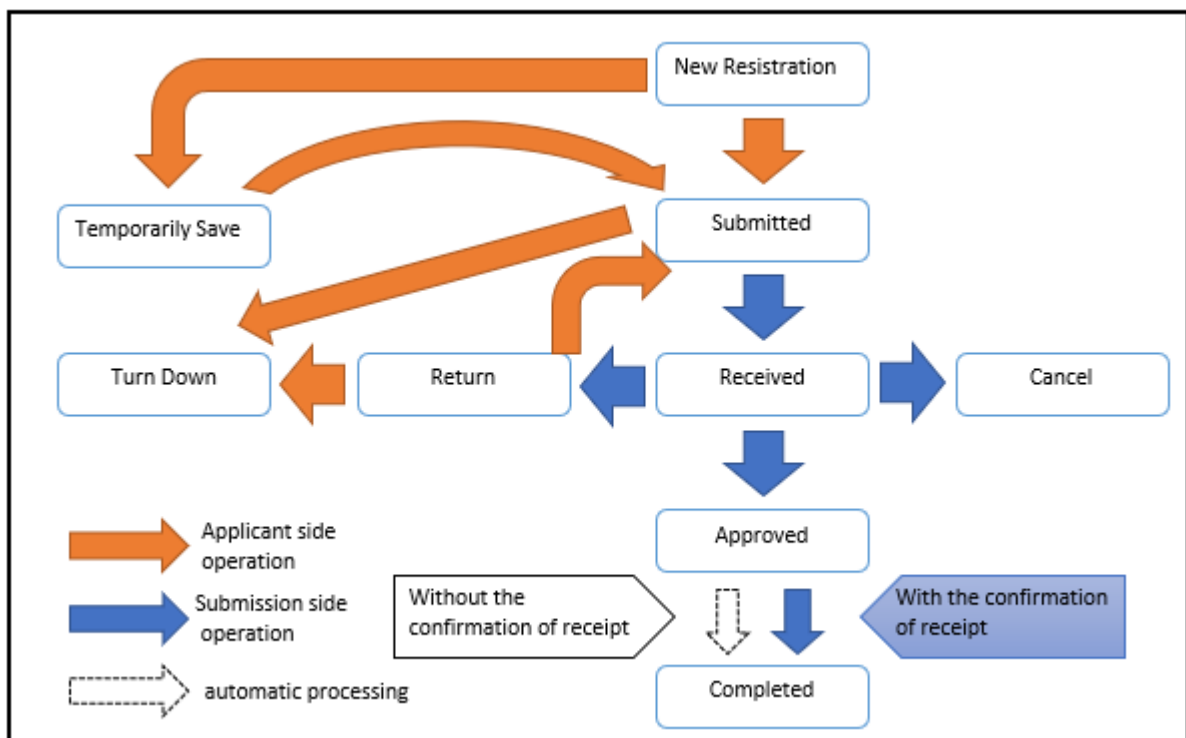 New Resistration
Temporarily Save
Submitted
Turn Down
Return
Received
Cancel
Applicant side
operation
Approved
Submission side
operation
Without the
confirmation of receipt
With the confirmation
of receipt
automatic processing
Completed